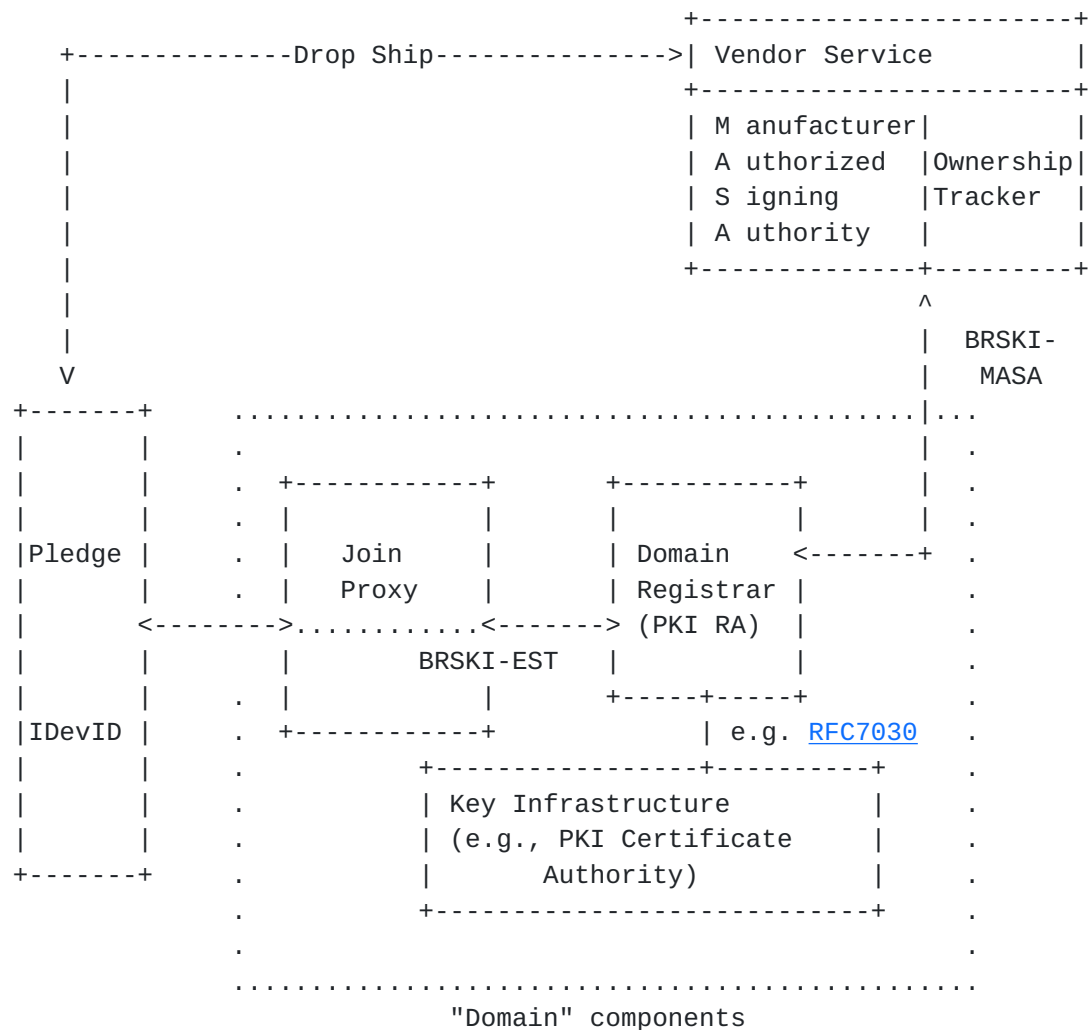 Drop Ship
Vendor Service
M anufacturer
A uthorized Ownership
S igning Tracker
A uthority
BRSKI-
V MASA
Pledge Join Domain
Proxy Registrar
(PKI RA)
BRSKI-EST
IDevID e.g. RFC7030
Key Infrastructure
(e.g., PKI Certificate
Authority)
"Domain" components